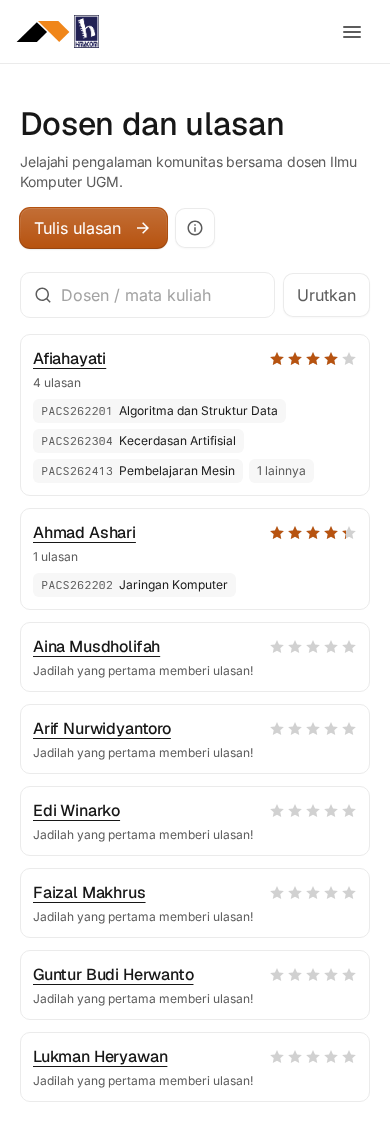 HIMAKOM
Dosen dan ulasan
Jelajahi pengalaman komunitas bersama dosen Ilmu
Komputer UGM.
Tulis ulasan
Dosen / mata kuliah
Urutkan
Afiahayati
4 ulasan
PACS262201 Algoritma dan Struktur Data
PACS262304 Kecerdasan Artifisial
PACS262413 Pembelajaran Mesin 1 lainnya
Ahmad Ashari
1 ulasan
PACS262202 Jaringan Komputer
Aina Musdholifah
Jadilah yang pertama memberi ulasan!
Arif Nurwidyantoro
Jadilah yang pertama memberi ulasan!
Edi Winarko
Jadilah yang pertama memberi ulasan!
Faizal Makhrus
Jadilah yang pertama memberi ulasan!
Guntur Budi Herwanto
Jadilah yang pertama memberi ulasan!
Lukman Heryawan
Jadilah yang pertama memberi ulasan!